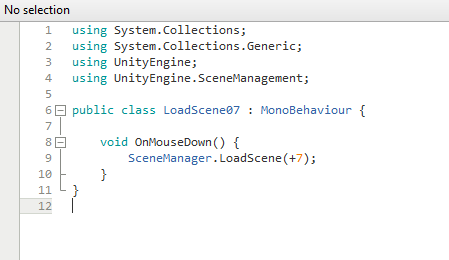 No selection
1 using System.Collections;
2 using System.Collections.Generic;
3 using UnityEngine;
4 using UnityEngine.SceneManagement;
5
6 public class LoadScene07 : MonoBehaviour {
7
8     void OnMouseDown() {
9         SceneManager.LoadScene(+7);
10     }
11 }
12